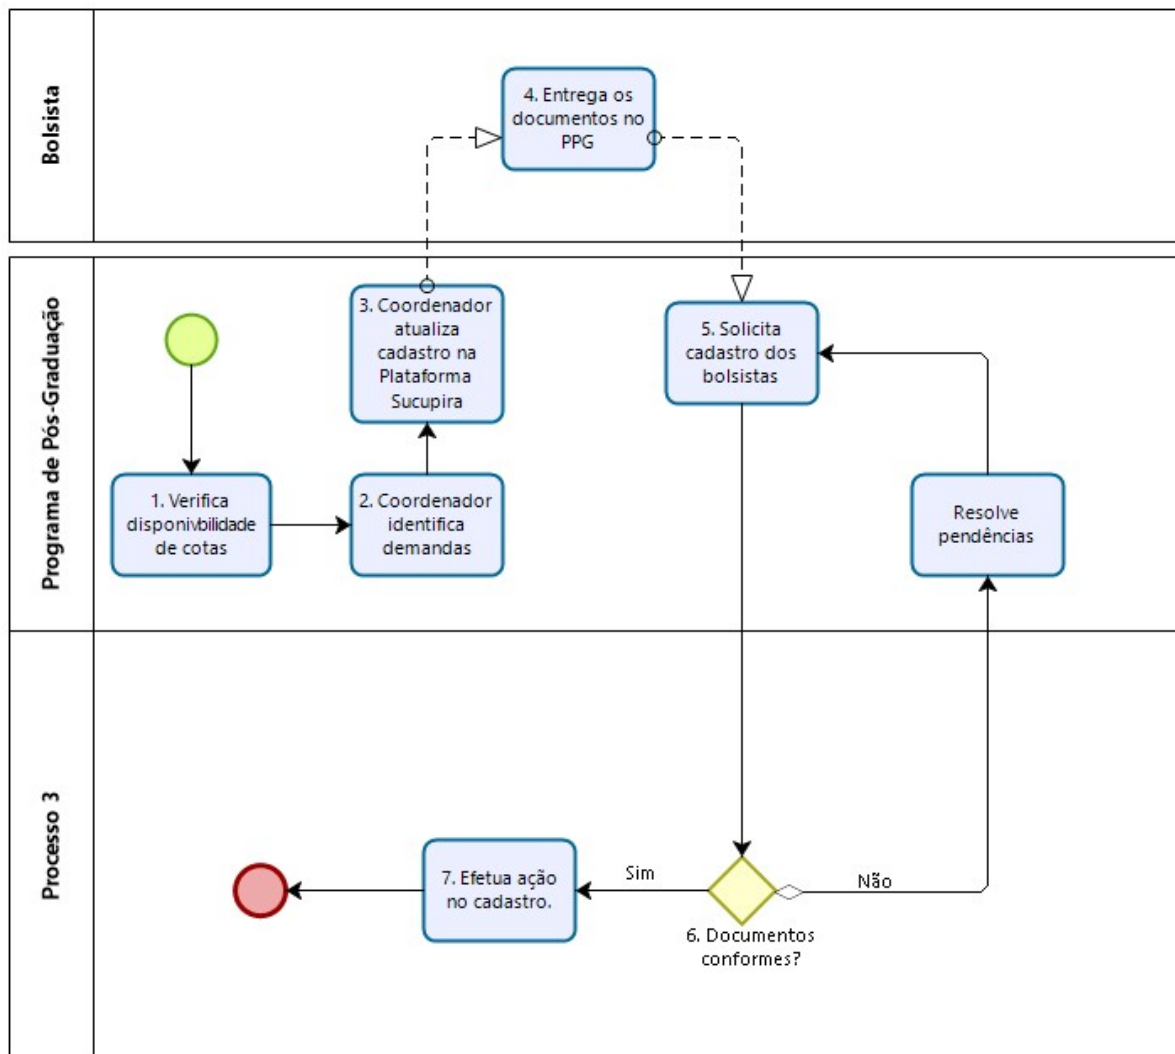 Bolsista
4. Entrega os
documentos no
PPG
Programa de Pós-Graduação
3. Coordenador
atualiza
cadastro na
Plataforma
Sucupira
5. Solicita
cadastro dos
bolsistas
1. Verifica
disponivbilidade
de cotas
2. Coordenador
identifica
demandas
Resolve
pendências
Processo 3
7. Efetua ação
no cadastro.
Sim
Não
6. Documentos
conformes?